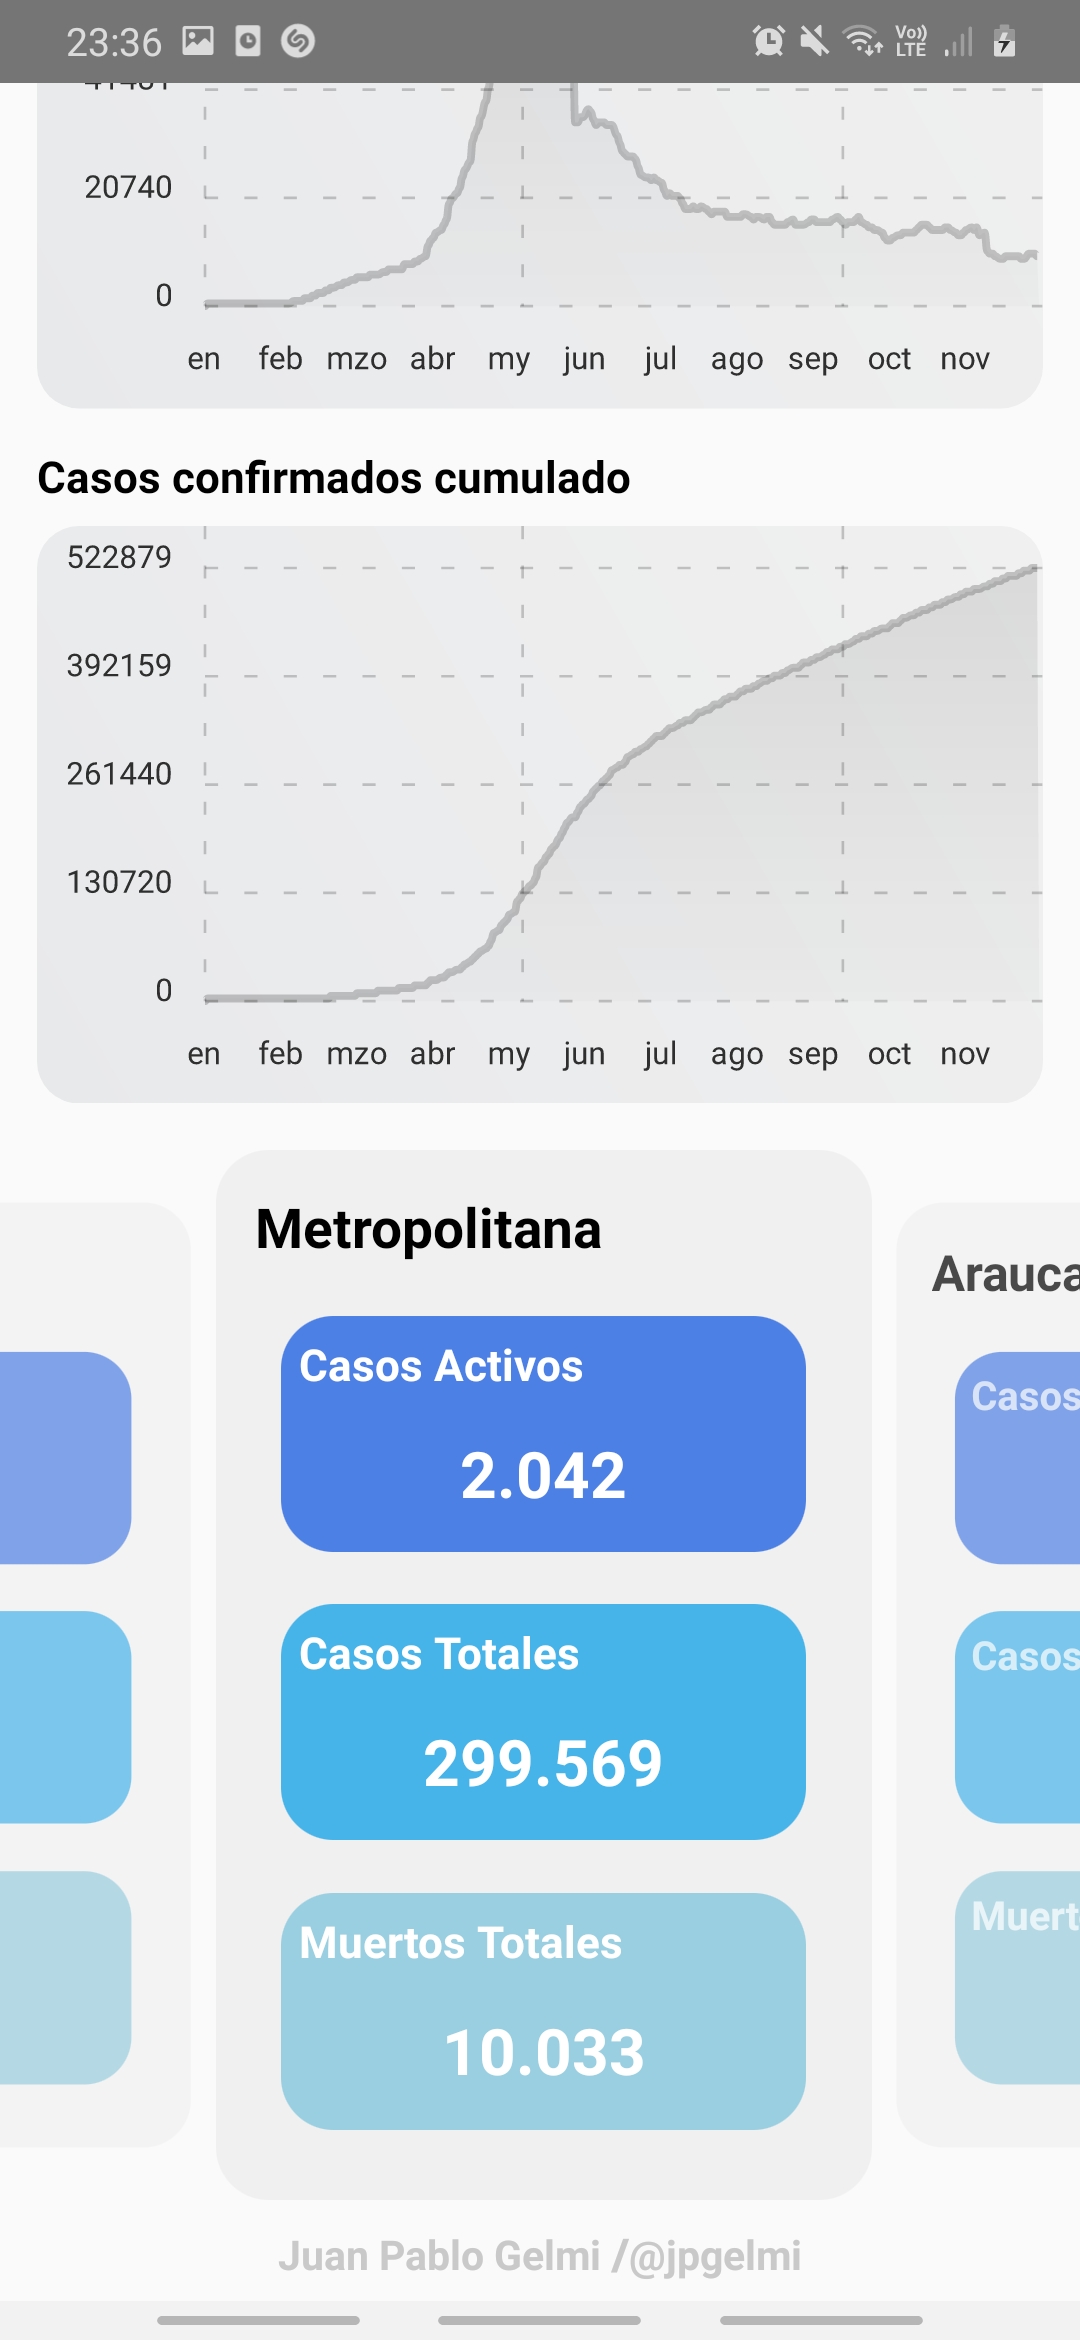 23:36
Vo)) LTE
20740
0
en feb mzo abr my jun jul ago sep oct nov
Casos confirmados cumulado
522879
392159
261440
130720
0
en feb mzo abr my jun jul ago sep oct nov
Metropolitana
Arauca
Casos Activos
Casos
2.042
Casos Totales
Casos
299.569
Muertos Totales
Muert
10.033
Juan Pablo Gelmi /@jpgelmi